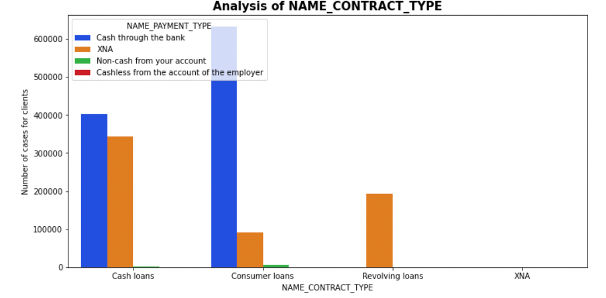 Analysis of NAME_CONTRACT_TYPE
NAME_PAYMENT_TYPE
Cash through the bank
XNA
Non-cash from your account
Cashless from the account of the employer
Number of cases for clients
600000
500000
400000
300000
200000
100000
0
Cash loans
Consumer loans
Revolving loans
XNA
NAME_CONTRACT_TYPE